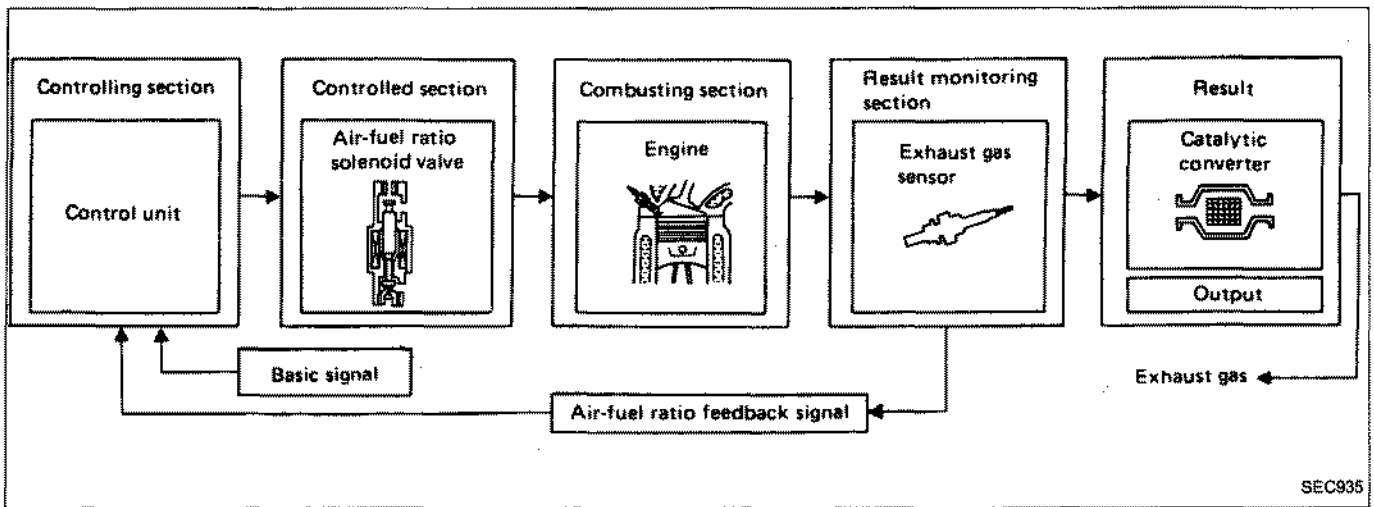 Controlling section
Control unit
Controlled section
Air-fuel ratio
solenoid valve
Combusting section
Engine
Result monitoring
section
Exhaust gas
sensor
Result
Catalytic
converter
Output
Basic signal
Exhaust gas
Air-fuel ratio feedback signal
SEC935